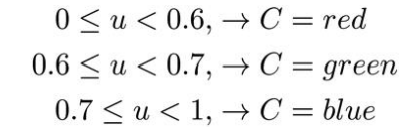 0 ≤ u < 0.6, → C = red
0.6 ≤ u < 0.7, → C = green
0.7 ≤ u < 1, → C = blue